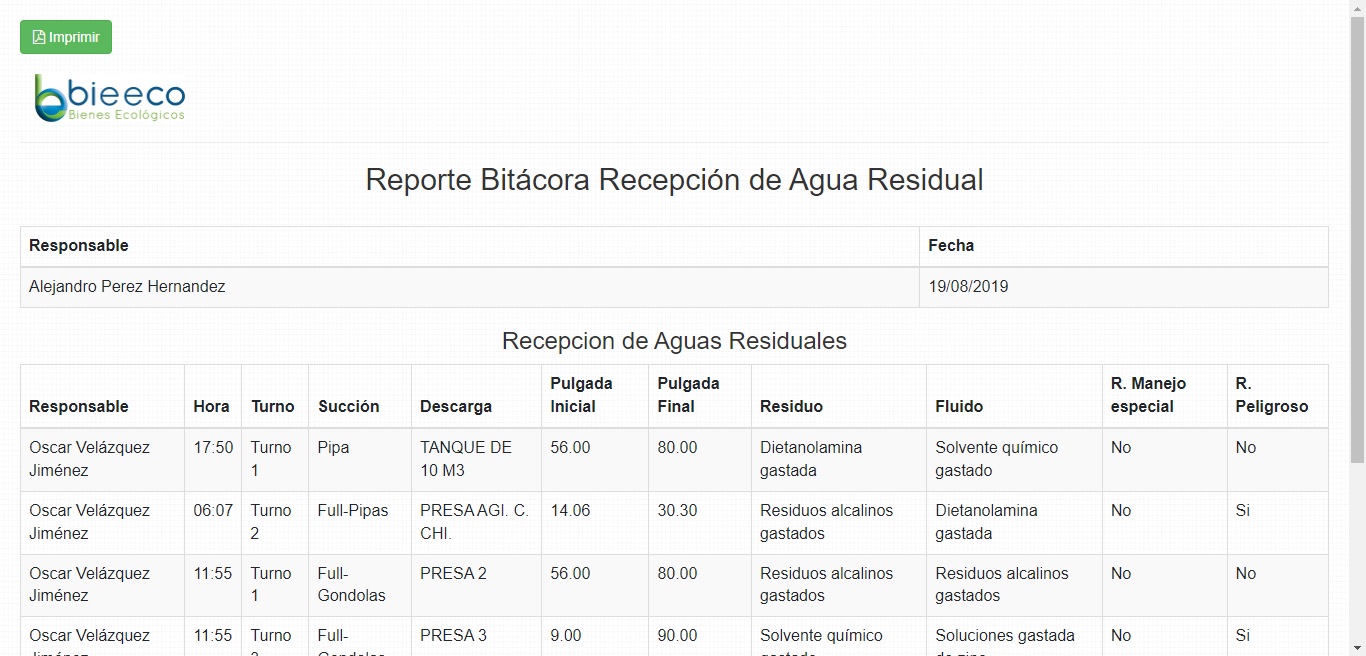 Imprimir
bieeco
Bienes Ecológicos
Reporte Bitácora Recepción de Agua Residual
Responsable Fecha
Alejandro Perez Hernandez 19/08/2019
Recepcion de Aguas Residuales
Responsable Hora Turno Succión Descarga Pulgada Inicial Pulgada Final Residuo Fluido R. Manejo especial R. Peligroso
Oscar Velázquez Jiménez 17:50 Turno 1 Pipa TANQUE DE 10 M3 56.00 80.00 Dietanolamina gastada Solvente químico gastado No No
Oscar Velázquez Jiménez 06:07 Turno 2 Full-Pipas PRESA AGI. C. CHI. 14.06 30.30 Residuos alcalinos gastados Dietanolamina gastada No Si
Oscar Velázquez Jiménez 11:55 Turno 1 Full-Gondolas PRESA 2 56.00 80.00 Residuos alcalinos gastados Residuos alcalinos gastados No No
Oscar Velázquez 11:55 Turno Full- PRESA 3 9.00 90.00 Solvente químico Soluciones gastada No Si